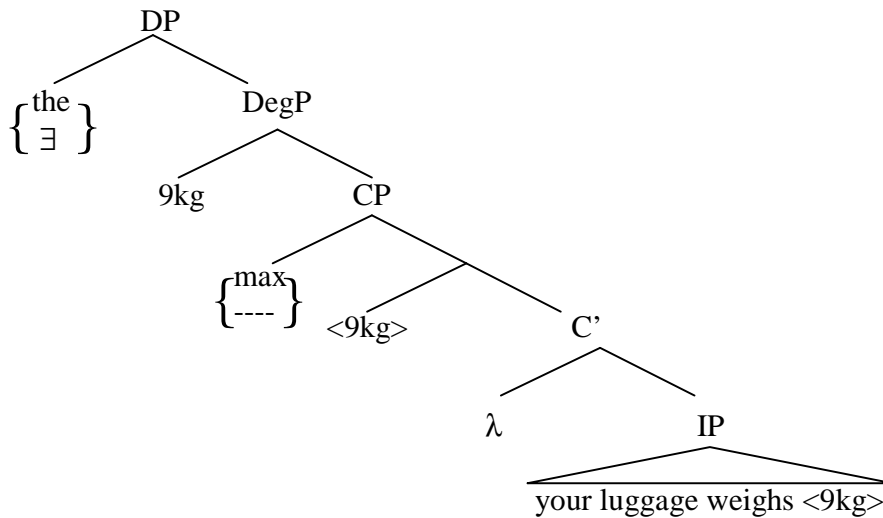 DP
{ the
∃ }
DegP
9kg
CP
{ max
---- }
<9kg>
C’
λ
IP
your luggage weighs <9kg>